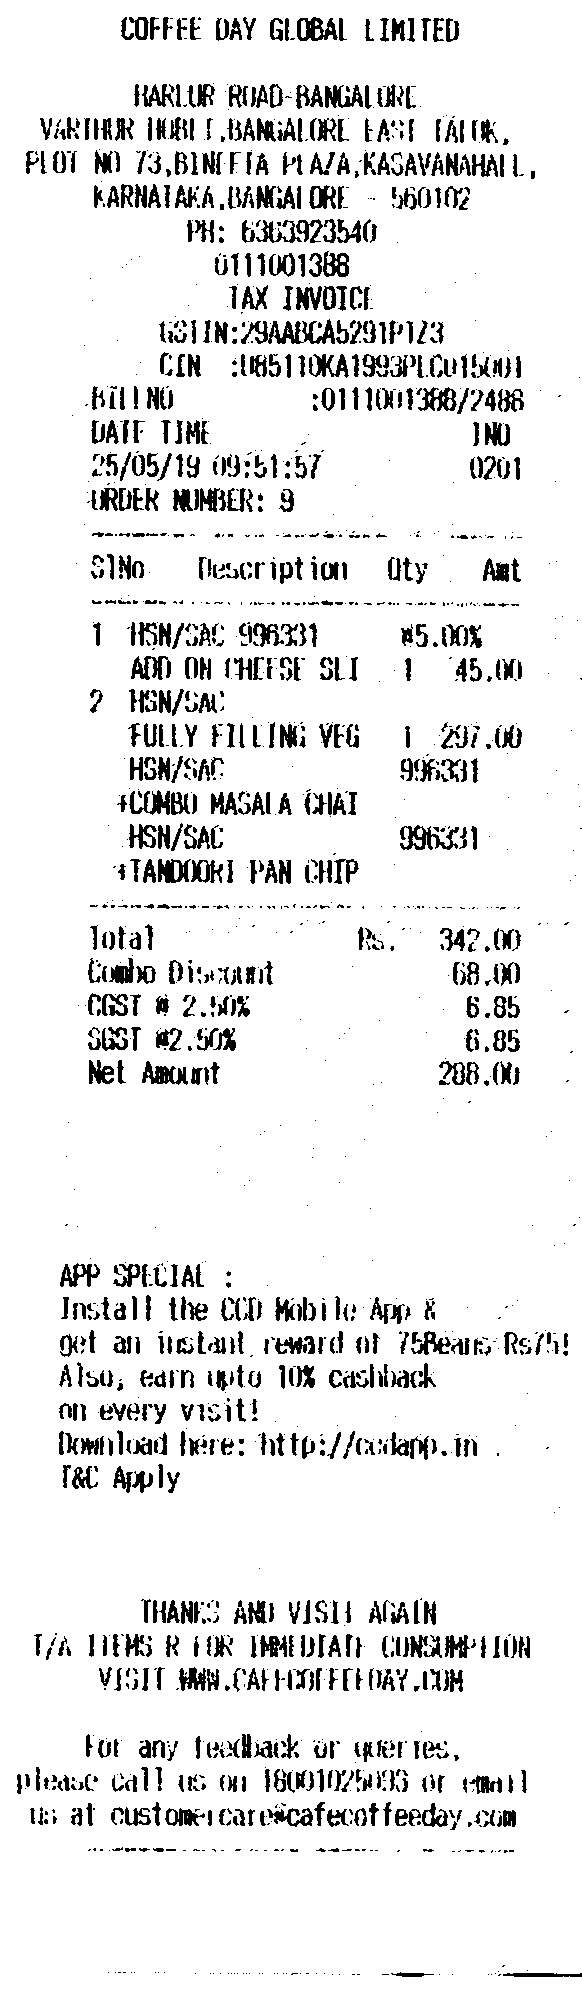 COFFEE DAY GLOBAL LIMITED
HARLUR ROAD-BANGALORE
VARTHUR HOBLI,BANGALORE EAST TALUK,
PLOT NO 73,BINEETA PLAZA,KASAVANAHALL,
KARNATAKA,BANGALORE - 560102
PH: 6363923540
0111001388
TAX INVOICE
GSTIN:29AABCA5291P1Z3
CIN :U85110KA1993PLC015001
BILLNO :0111001388/2486
DATE TIME TNO
25/05/19 09:51:57 0201
ORDER NUMBER: 9
SlNo Description Qty Amt
1 HSN/SAC 996331 @5.00%
ADD ON CHEESE SLI 1 45.00
2 HSN/SAC
FULLY FILLING VEG 1 297.00
HSN/SAC 996331
+COMBO MASALA CHAI
HSN/SAC 996331
+TANDOORI PAN CHIP
Total Rs. 342.00
Combo Discount 68.00
CGST @ 2.50% 6.85
SGST @2.50% 6.85
Net Amount 288.00
APP SPECIAL :
Install the CCD Mobile App &
get an instant reward of 75Beans Rs75!
Also, earn upto 10% cashback
on every visit!
Download here: http://ccdapp.in
T&C Apply
THANKS AND VISIT AGAIN
T/A ITEMS R FOR IMMEDIATE CONSUMPTION
VISIT WWW.CAFECOFFEEDAY.COM
For any feedback or queries,
please call us on 18001025093 or email
us at customercare@cafecoffeeday.com